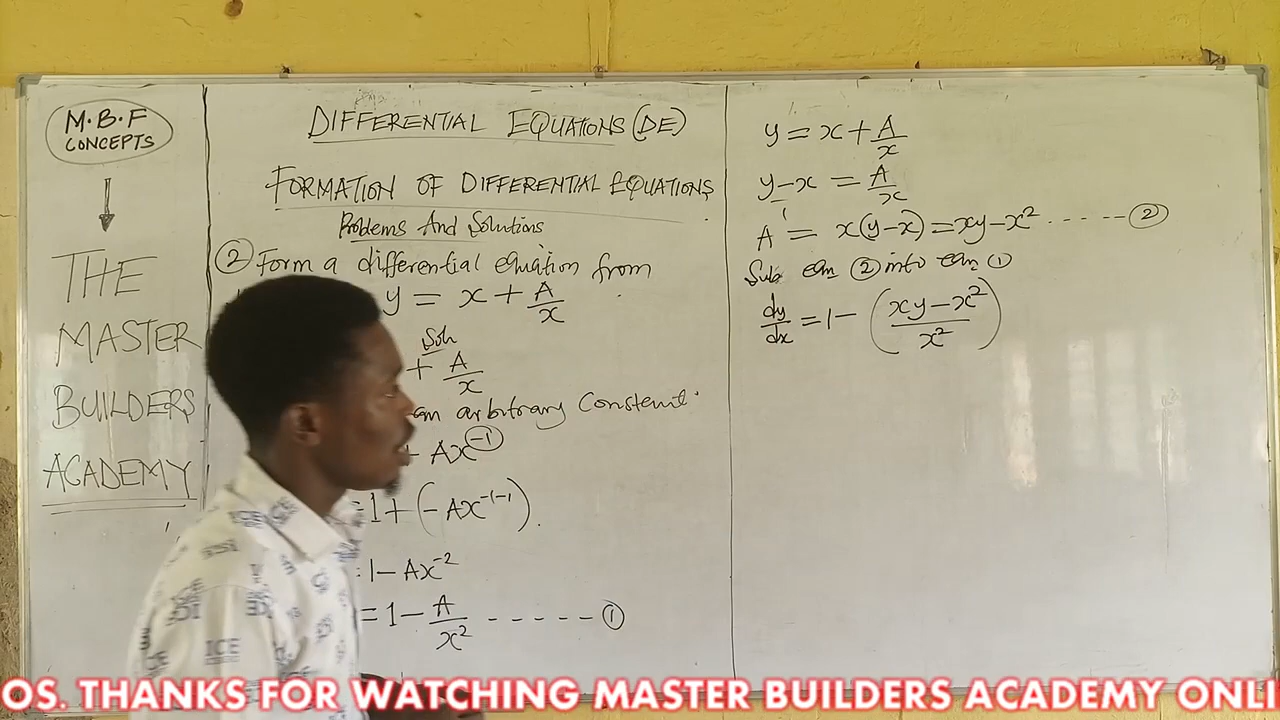 M.B.F
CONCEPTS
THE
MASTER
BUILDERS
ACADEMY
DIFFERENTIAL EQUATIONS (DE)
FORMATION OF DIFFERENTIAL EQUATIONS
Problems And Solutions
② Form a differential equation from
y = x + A/x
Soln
+ A/x
an arbitrary Constant.
+ Ax⁻¹
= 1 + (-Ax⁻¹⁻¹).
= 1 - Ax⁻²
= 1 - A/x² ------ ①
y = x + A/x
y - x = A/x
A = x(y-x) = xy - x² ------ ②
Sub eqn ② into eqn ①
dy/dx = 1 - (xy - x²/x²)
OS. THANKS FOR WATCHING MASTER BUILDERS ACADEMY ONLI